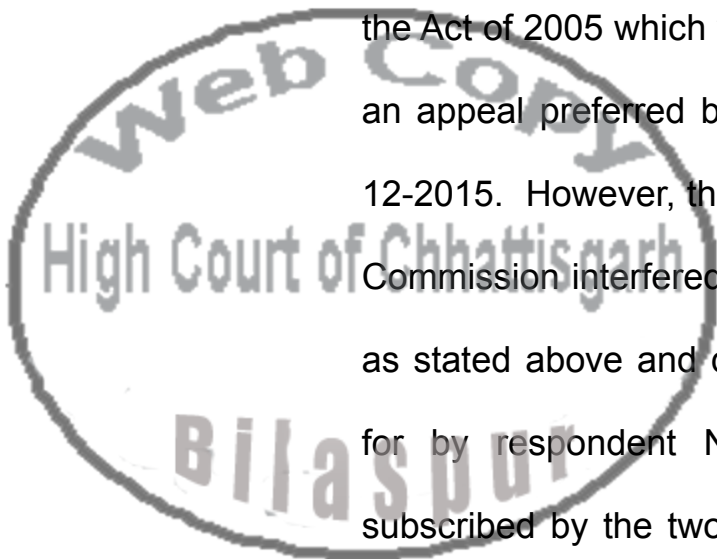 the Act of 2005 which
an appeal preferred b
12-2015. However, th
Commission interfered
as stated above and
for by respondent N
subscribed by the two
Web Copy
High Court of Chhattisgarh
Bilaspur